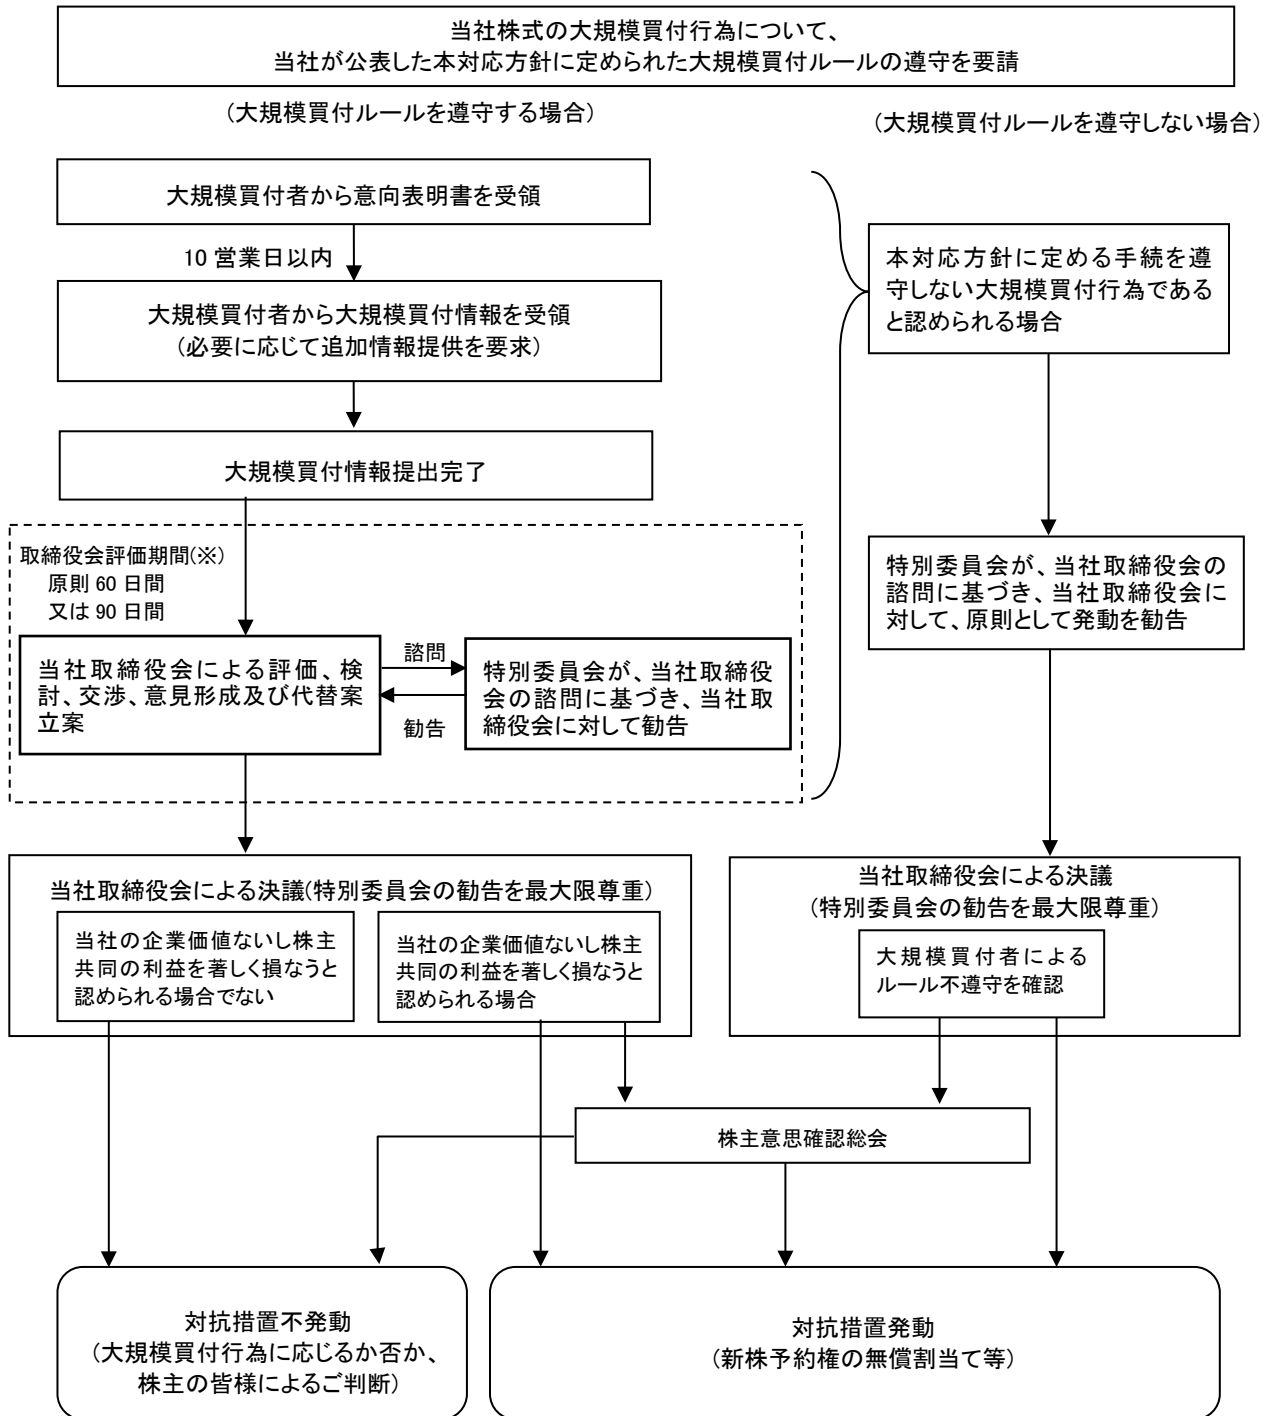 当社株式の大規模買付行為について、
当社が公表した本対応方針に定められた大規模買付ルールの遵守を要請
(大規模買付ルールを遵守する場合)
(大規模買付ルールを遵守しない場合)
大規模買付者から意向表明書を受領
10 営業日以内
大規模買付者から大規模買付情報を受領
(必要に応じて追加情報提供を要求)
大規模買付情報提出完了
本対応方針に定める手続を遵
守しない大規模買付行為である
と認められる場合
取締役会評価期間(※)
原則 60 日間
又は 90 日間
当社取締役会による評価、検
討、交渉、意見形成及び代替案
立案
諮問
勧告
特別委員会が、当社取締役
会の諮問に基づき、当社取
締役会に対して勧告
特別委員会が、当社取締役会の
諮問に基づき、当社取締役会に
対して、原則として発動を勧告
当社取締役会による決議(特別委員会の勧告を最大限尊重)
当社の企業価値ないし株主
共同の利益を著しく損なうと
認められる場合でない
当社の企業価値ないし株主
共同の利益を著しく損なうと
認められる場合
当社取締役会による決議
(特別委員会の勧告を最大限尊重)
大規模買付者による
ルール不遵守を確認
株主意思確認総会
対抗措置不発動
(大規模買付行為に応じるか否か、
株主の皆様によるご判断)
対抗措置発動
(新株予約権の無償割当て等)